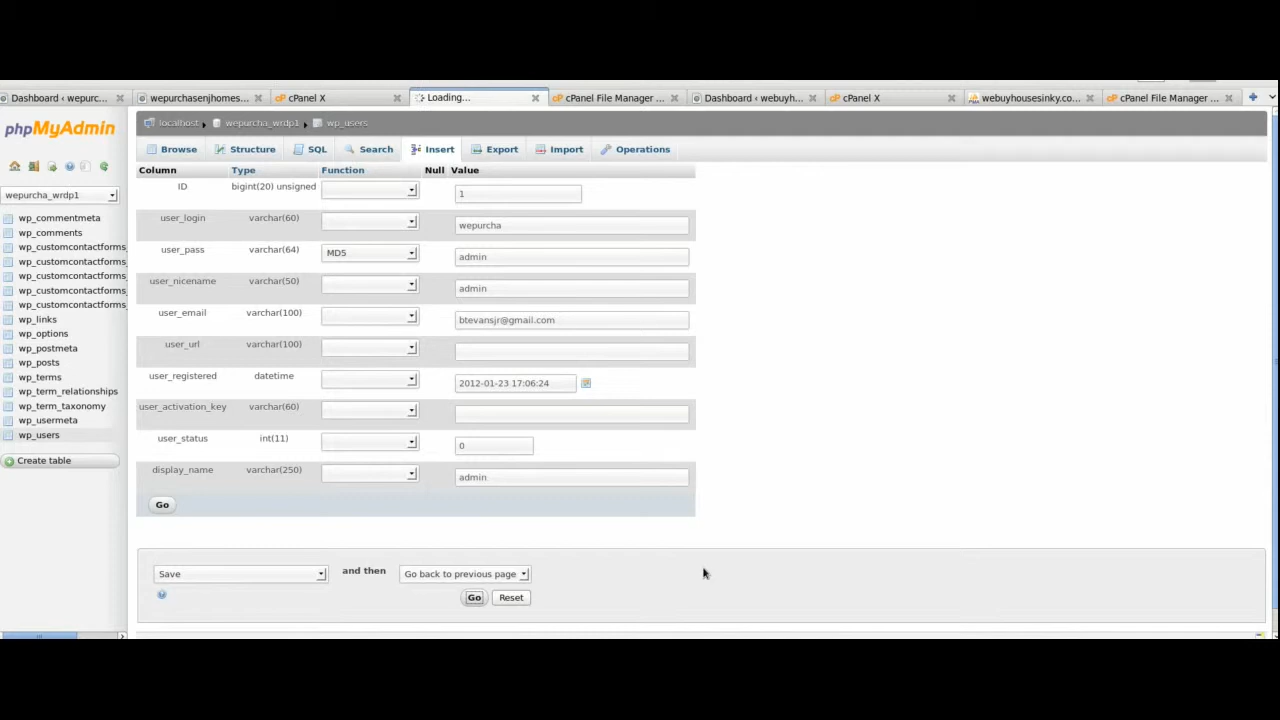 Dashboard ‹ wepurc...
wepurchasenjhomes...
cPanel X
Loading...
cPanel File Manager ...
Dashboard ‹ webuyh...
cPanel X
webuyhousesinky.co...
cPanel File Manager ...
phpMyAdmin
localhost
wepurcha_wrdp1
wp_users
Browse
Structure
SQL
Search
Insert
Export
Import
Operations
wepurcha_wrdp1
wp_commentmeta
wp_comments
wp_customcontactforms_
wp_customcontactforms_
wp_customcontactforms_
wp_customcontactforms_
wp_customcontactforms_
wp_links
wp_options
wp_postmeta
wp_posts
wp_terms
wp_term_relationships
wp_term_taxonomy
wp_usermeta
wp_users
Create table
Column Type Function Null Value
ID bigint(20) unsigned 1
user_login varchar(60) wepurcha
user_pass varchar(64) MD5 admin
user_nicename varchar(50) admin
user_email varchar(100) btevansjr@gmail.com
user_url varchar(100)
user_registered datetime 2012-01-23 17:06:24
user_activation_key varchar(60)
user_status int(11) 0
display_name varchar(250) admin
Go
Save and then Go back to previous page
Go Reset